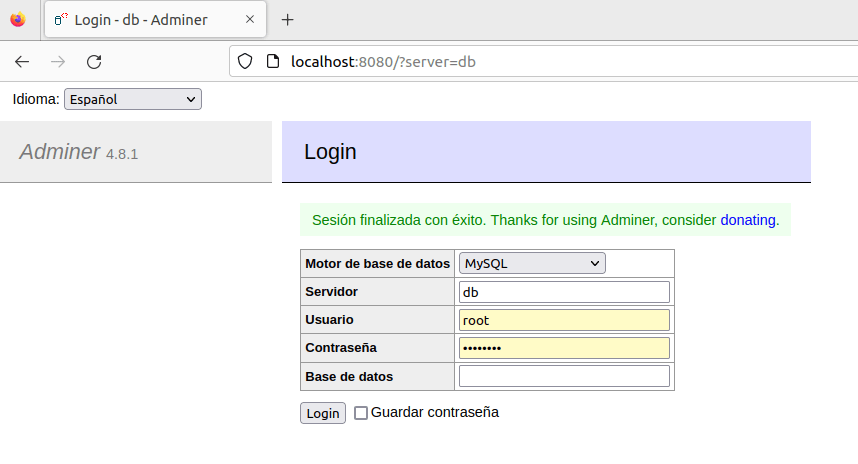 Login - db - Adminer
localhost:8080/?server=db
Idioma: Español
Adminer 4.8.1
Login
Sesión finalizada con éxito. Thanks for using Adminer, consider donating.
Motor de base de datos MySQL
Servidor db
Usuario root
Contraseña ••••••••
Base de datos
Login Guardar contraseña